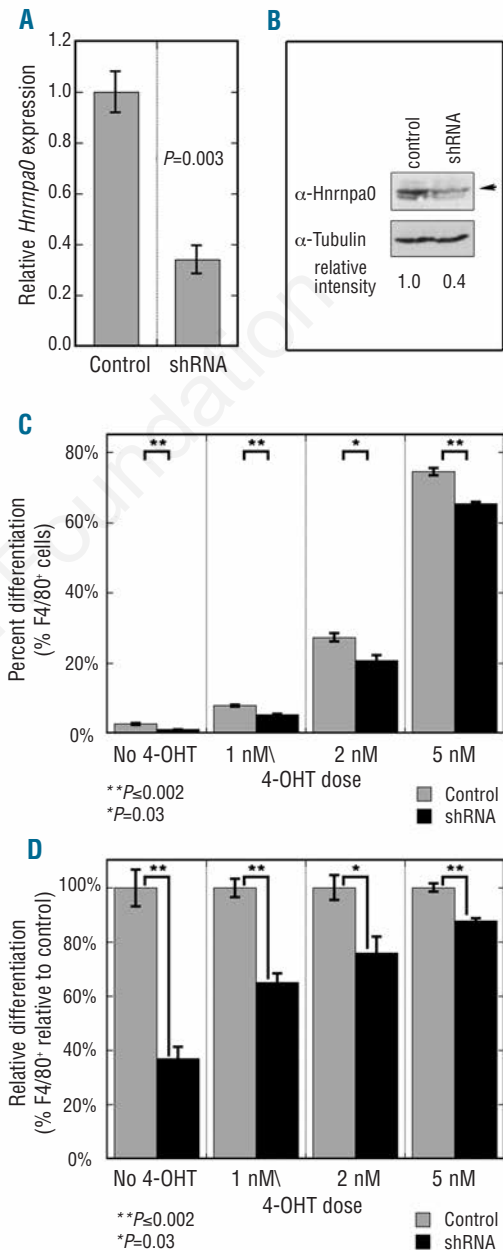 A
Relative Hnrnpa0 expression
1.2
1.0
0.8
0.6
0.4
0.2
0.0
P=0.003
Control shRNA
B
control shRNA
α-Hnrnpa0
α-Tubulin
relative
intensity
1.0 0.4
C
Percent differentiation
(% F4/80+ cells)
80%
60%
40%
20%
0%
** ** * **
No 4-OHT 1 nM\ 2 nM 5 nM
4-OHT dose
**P≤0.002
*P=0.03
Control
shRNA
D
Relative differentiation
(% F4/80+ relative to control)
100%
80%
60%
40%
20%
0%
** ** * **
No 4-OHT 1 nM\ 2 nM 5 nM
4-OHT dose
**P≤0.002
*P=0.03
Control
shRNA
Foundation